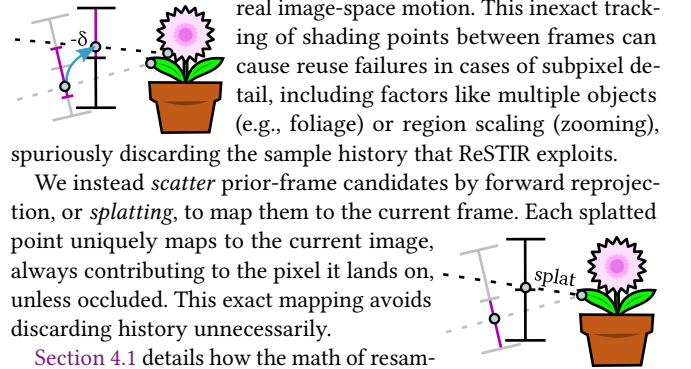 real image-space motion. This inexact track-
-δ
ing of shading points between frames can
cause reuse failures in cases of subpixel de-
tail, including factors like multiple objects
(e.g., foliage) or region scaling (zooming),
spuriously discarding the sample history that ReSTIR exploits.
We instead scatter prior-frame candidates by forward reprojec-
tion, or splatting, to map them to the current frame. Each splatted
point uniquely maps to the current image,
always contributing to the pixel it lands on,
unless occluded. This exact mapping avoids
discarding history unnecessarily.
splat
Section 4.1 details how the math of resam-